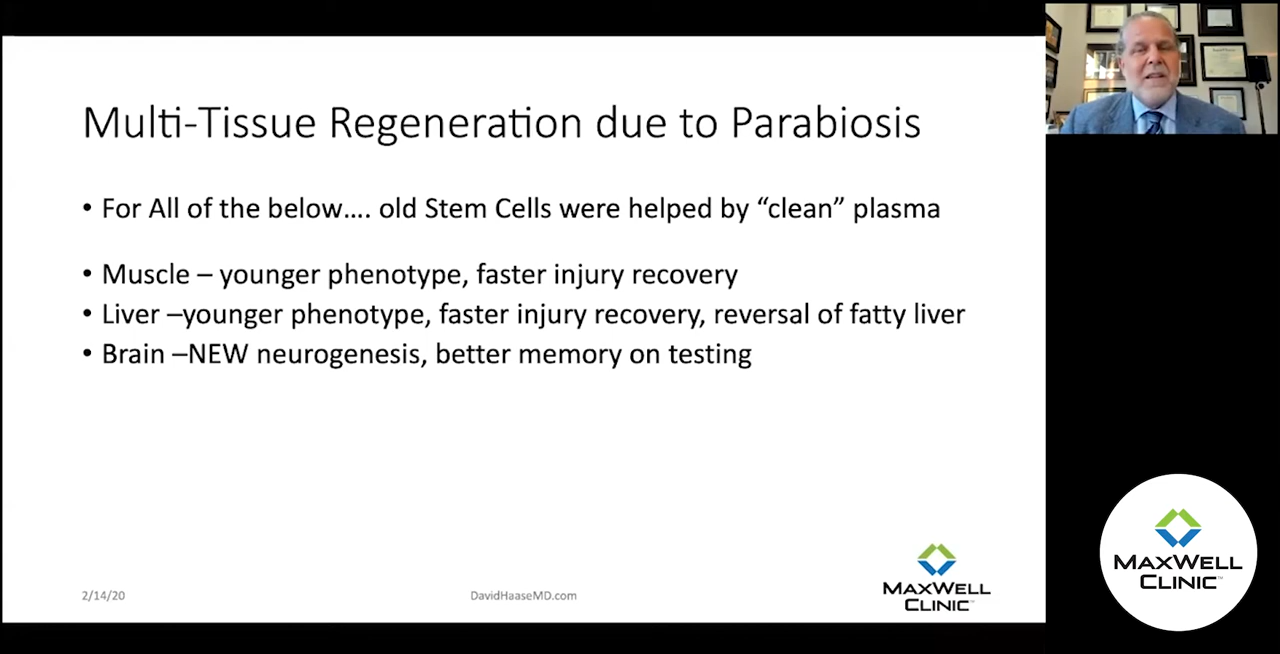 Multi-Tissue Regeneration due to Parabiosis
• For All of the below…. old Stem Cells were helped by “clean” plasma
• Muscle – younger phenotype, faster injury recovery
• Liver –younger phenotype, faster injury recovery, reversal of fatty liver
• Brain –NEW neurogenesis, better memory on testing
2/14/20
DavidHaaseMD.com
MAXWELL
CLINIC™
MAXWELL
CLINIC™